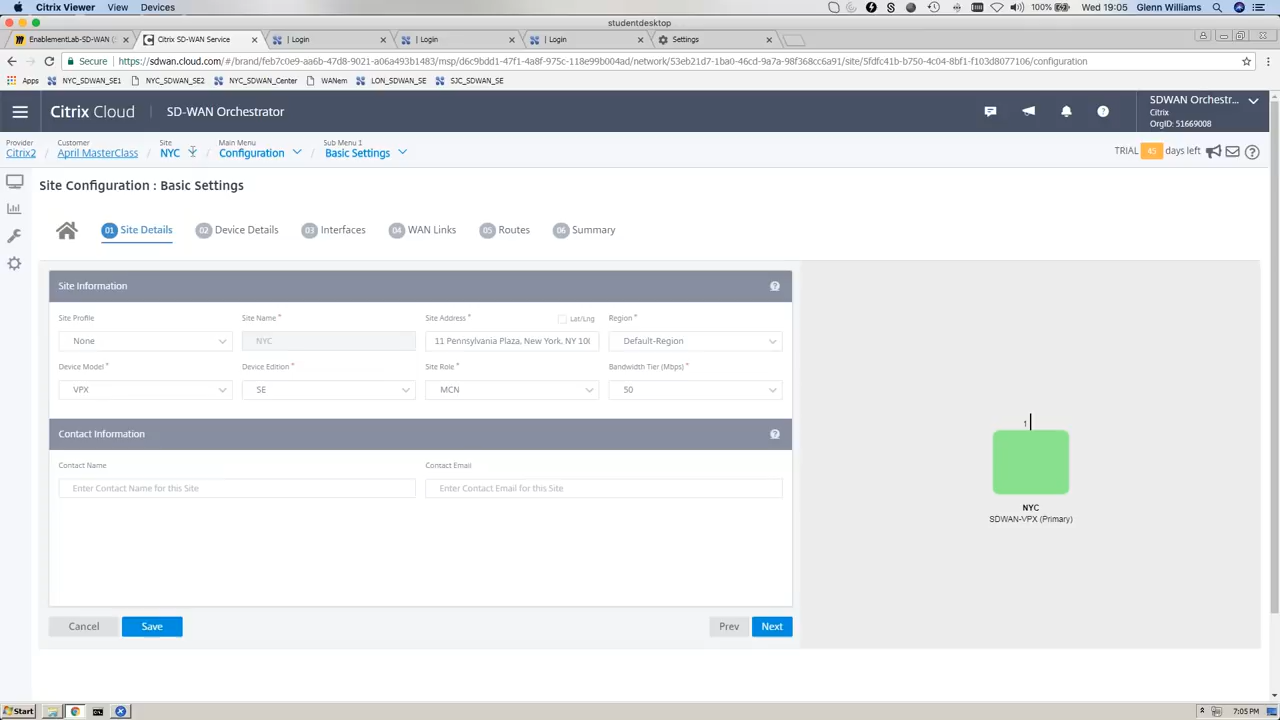 Citrix Viewer View Devices 100% Wed 19:05 Glenn Williams
studentdesktop
EnablementLab-SD-WAN ( Citrix SD-WAN Service | Login | Login | Login Settings
Secure https://sdwan.cloud.com/#/brand/feb7c0e9-aa6b-47d8-9021-a06a493b1483/msp/d6c9bdd1-47f1-4a8f-975c-118e99b004ad/network/53eb21d7-1ba0-46cd-9a7a-98f368cc6a91/site/5fdfc41b-b750-4c04-8bf1-f103d8077106/configuration
Apps NYC_SDWAN_SE1 NYC_SDWAN_SE2 NYC_SDWAN_Center WANem LON_SDWAN_SE SJC_SDWAN_SE
Citrix Cloud SD-WAN Orchestrator
SDWAN Orchestr...
Citrix
OrgID: 51669008
Provider Customer Site Main Menu Sub Menu 1
Citrix2 / April MasterClass / NYC / Configuration / Basic Settings
TRIAL 45 days left
Site Configuration : Basic Settings
01 Site Details 02 Device Details 03 Interfaces 04 WAN Links 05 Routes 06 Summary
Site Information
Site Profile Site Name * Site Address * Lat/Lng Region *
None NYC 11 Pennsylvania Plaza, New York, NY 10( Default-Region
Device Model * Device Edition * Site Role * Bandwidth Tier (Mbps) *
VPX SE MCN 50
Contact Information
Contact Name Contact Email
Enter Contact Name for this Site Enter Contact Email for this Site
1
NYC
SDWAN-VPX (Primary)
Cancel Save Prev Next
Start 7:05 PM